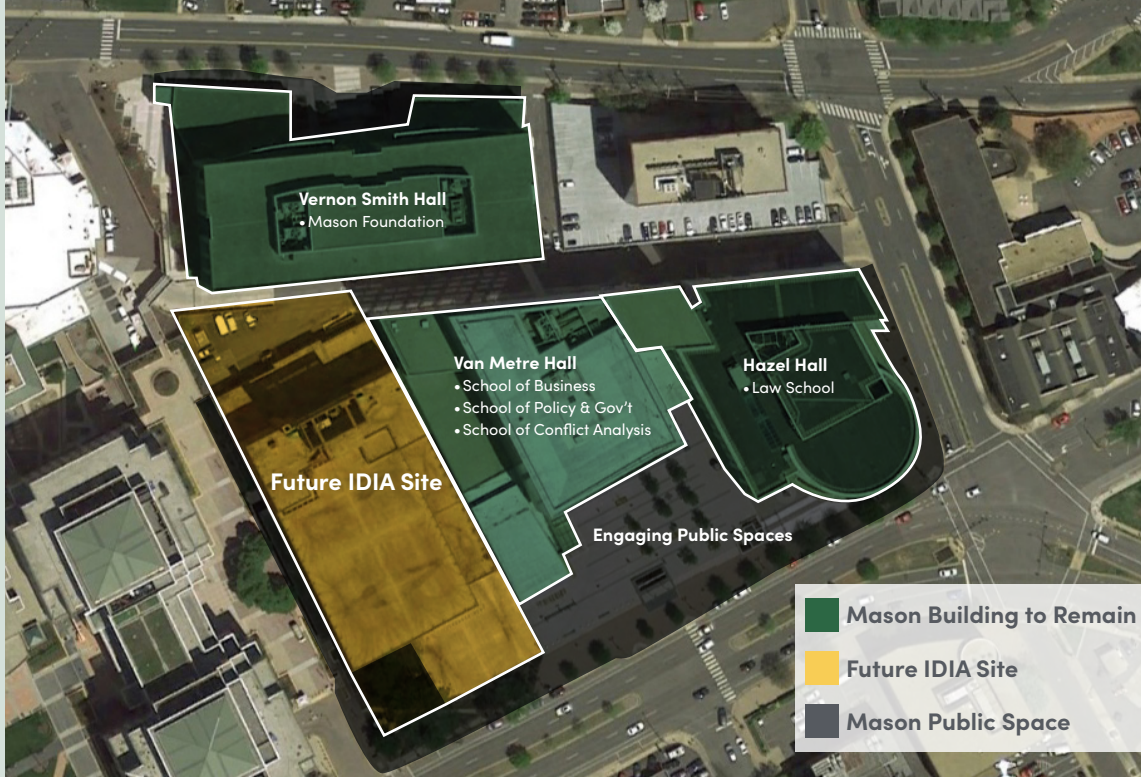 Vernon Smith Hall
• Mason Foundation
Van Metre Hall
• School of Business
• School of Policy & Gov't
• School of Conflict Analysis
Hazel Hall
• Law School
Future IDIA Site
Engaging Public Spaces
Mason Building to Remain
Future IDIA Site
Mason Public Space